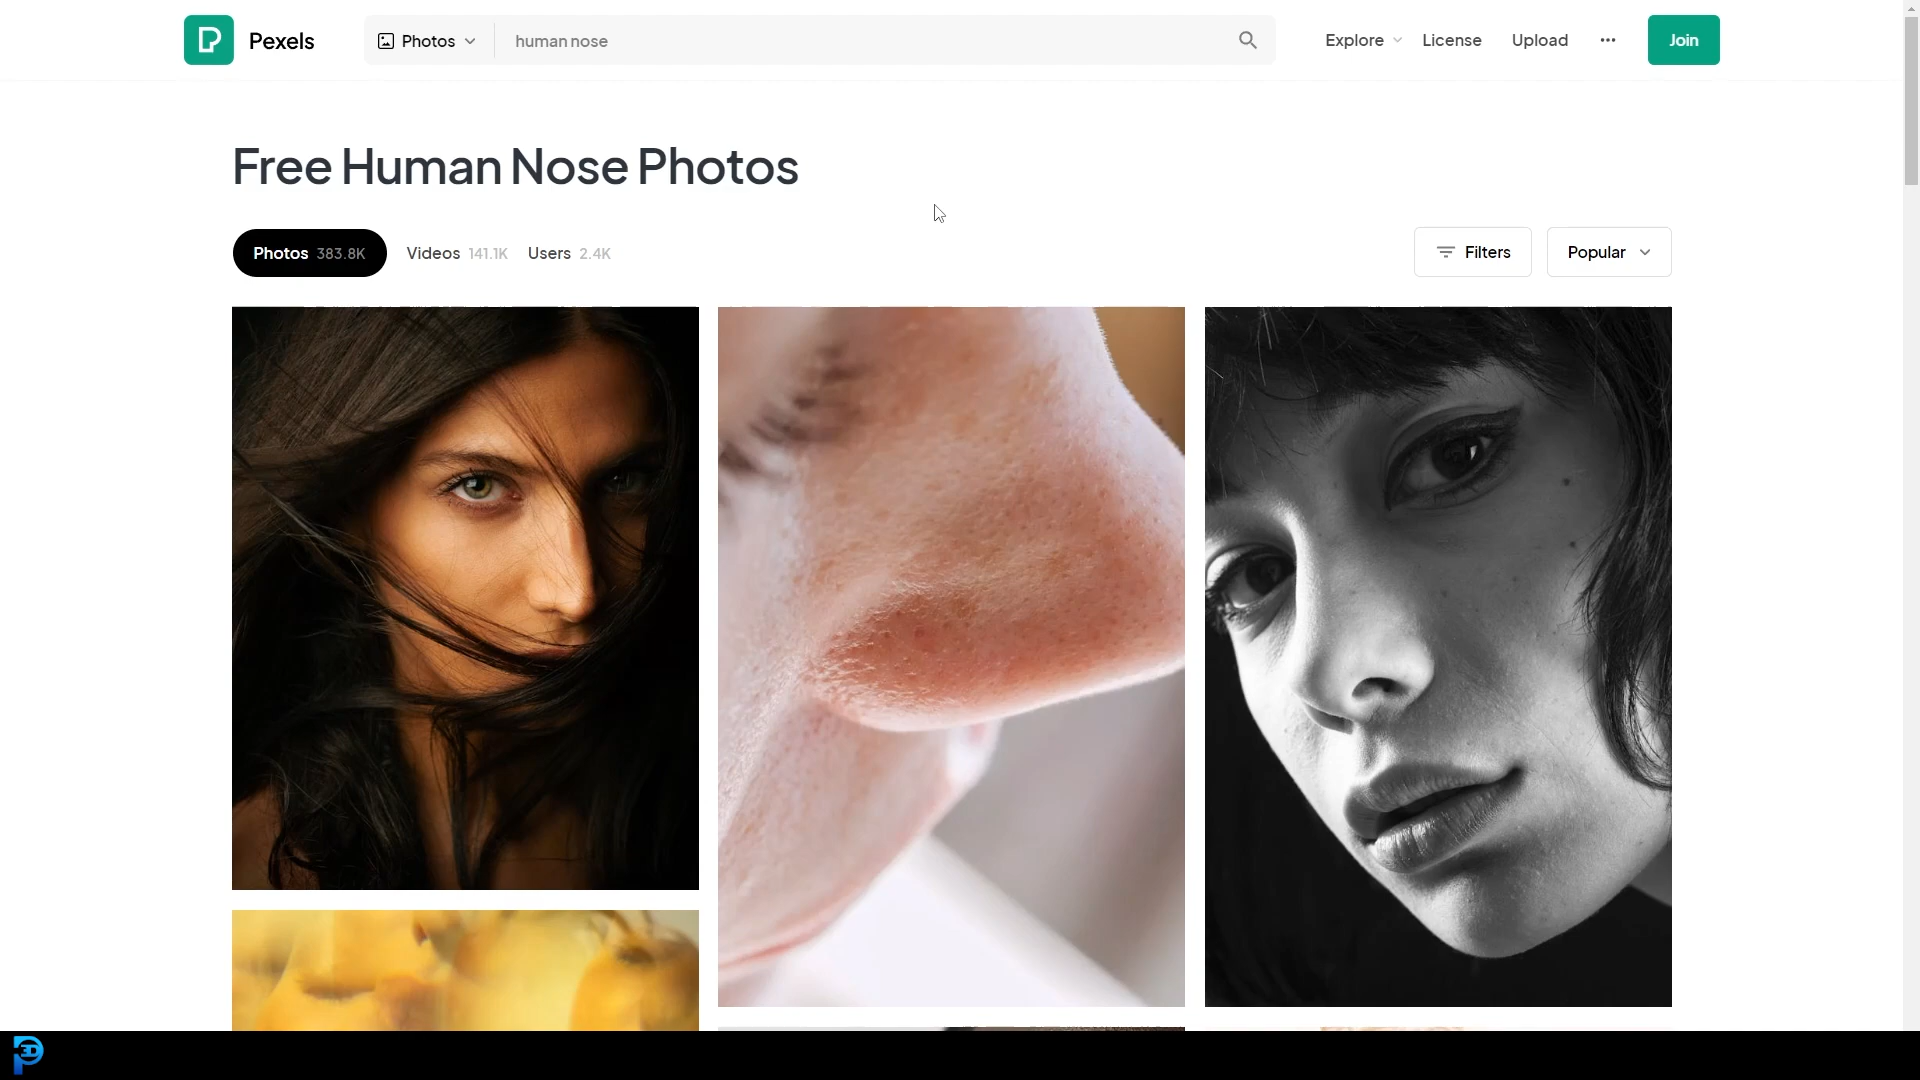 Pexels
Photos
human nose
Explore
License
Upload
Join
Free Human Nose Photos
Photos 383.8K
Videos 141.1K
Users 2.4K
Filters
Popular
3D